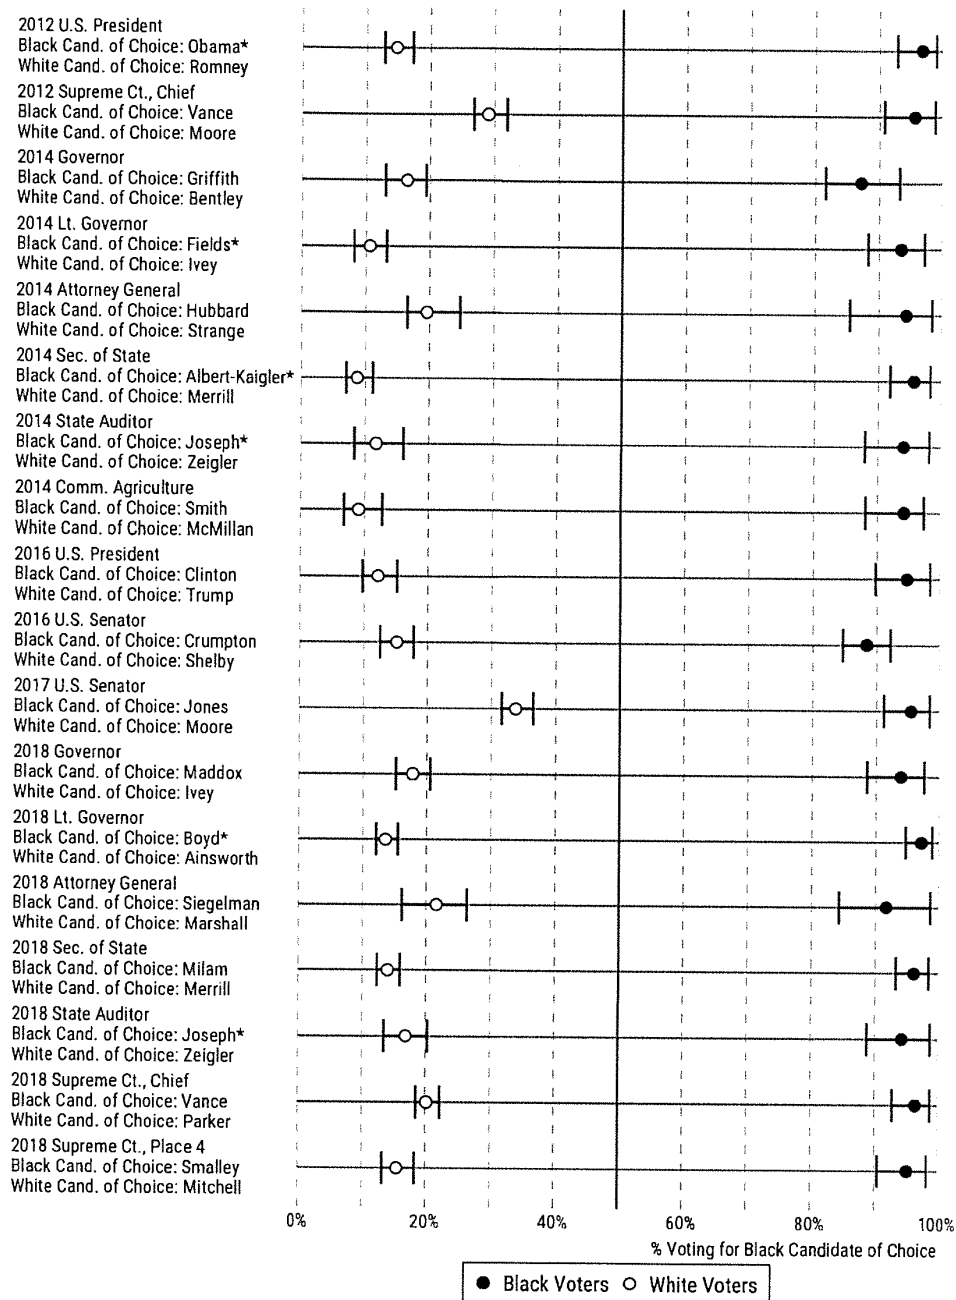 2012 U.S. President
Black Cand. of Choice: Obama*
White Cand. of Choice: Romney
2012 Supreme Ct., Chief
Black Cand. of Choice: Vance
White Cand. of Choice: Moore
2014 Governor
Black Cand. of Choice: Griffith
White Cand. of Choice: Bentley
2014 Lt. Governor
Black Cand. of Choice: Fields*
White Cand. of Choice: Ivey
2014 Attorney General
Black Cand. of Choice: Hubbard
White Cand. of Choice: Strange
2014 Sec. of State
Black Cand. of Choice: Albert-Kaigler*
White Cand. of Choice: Merrill
2014 State Auditor
Black Cand. of Choice: Joseph*
White Cand. of Choice: Zeigler
2014 Comm. Agriculture
Black Cand. of Choice: Smith
White Cand. of Choice: McMillan
2016 U.S. President
Black Cand. of Choice: Clinton
White Cand. of Choice: Trump
2016 U.S. Senator
Black Cand. of Choice: Crumpton
White Cand. of Choice: Shelby
2017 U.S. Senator
Black Cand. of Choice: Jones
White Cand. of Choice: Moore
2018 Governor
Black Cand. of Choice: Maddox
White Cand. of Choice: Ivey
2018 Lt. Governor
Black Cand. of Choice: Boyd*
White Cand. of Choice: Ainsworth
2018 Attorney General
Black Cand. of Choice: Siegelman
White Cand. of Choice: Marshall
2018 Sec. of State
Black Cand. of Choice: Milam
White Cand. of Choice: Merrill
2018 State Auditor
Black Cand. of Choice: Joseph*
White Cand. of Choice: Zeigler
2018 Supreme Ct., Chief
Black Cand. of Choice: Vance
White Cand. of Choice: Parker
2018 Supreme Ct., Place 4
Black Cand. of Choice: Smalley
White Cand. of Choice: Mitchell
0% 20% 40% 60% 80% 100%
% Voting for Black Candidate of Choice
Black Voters White Voters